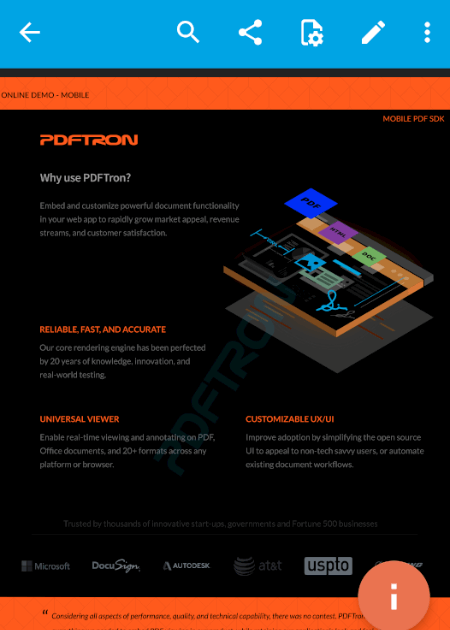 ONLINE DEMO - MOBILE
MOBILE PDF SDK
PDFTRON
Why use PDFTron?
Embed and customize powerful document functionality
in your web app to rapidly grow market appeal, revenue
streams, and customer satisfaction.
PDF
HTML
DOC
RELIABLE, FAST, AND ACCURATE
Our core rendering engine has been perfected
by 20 years of knowledge, innovation, and
real-world testing.
PDFTRON
UNIVERSAL VIEWER
Enable real-time viewing and annotating on PDF,
Office documents, and 20+ formats across any
platform or browser.
CUSTOMIZABLE UX/UI
Improve adoption by simplifing the open source
UI to appeal to non-tech savvy users, or automate
existing document workflows.
Trusted by thousands of innovative start-ups, governments and Fortune 500 businesses
Microsoft
DocuSign
AUTODESK
at&t
uspto
“ Considering all aspects of performance, quality, and technical capability, there was no contest. PDFTron